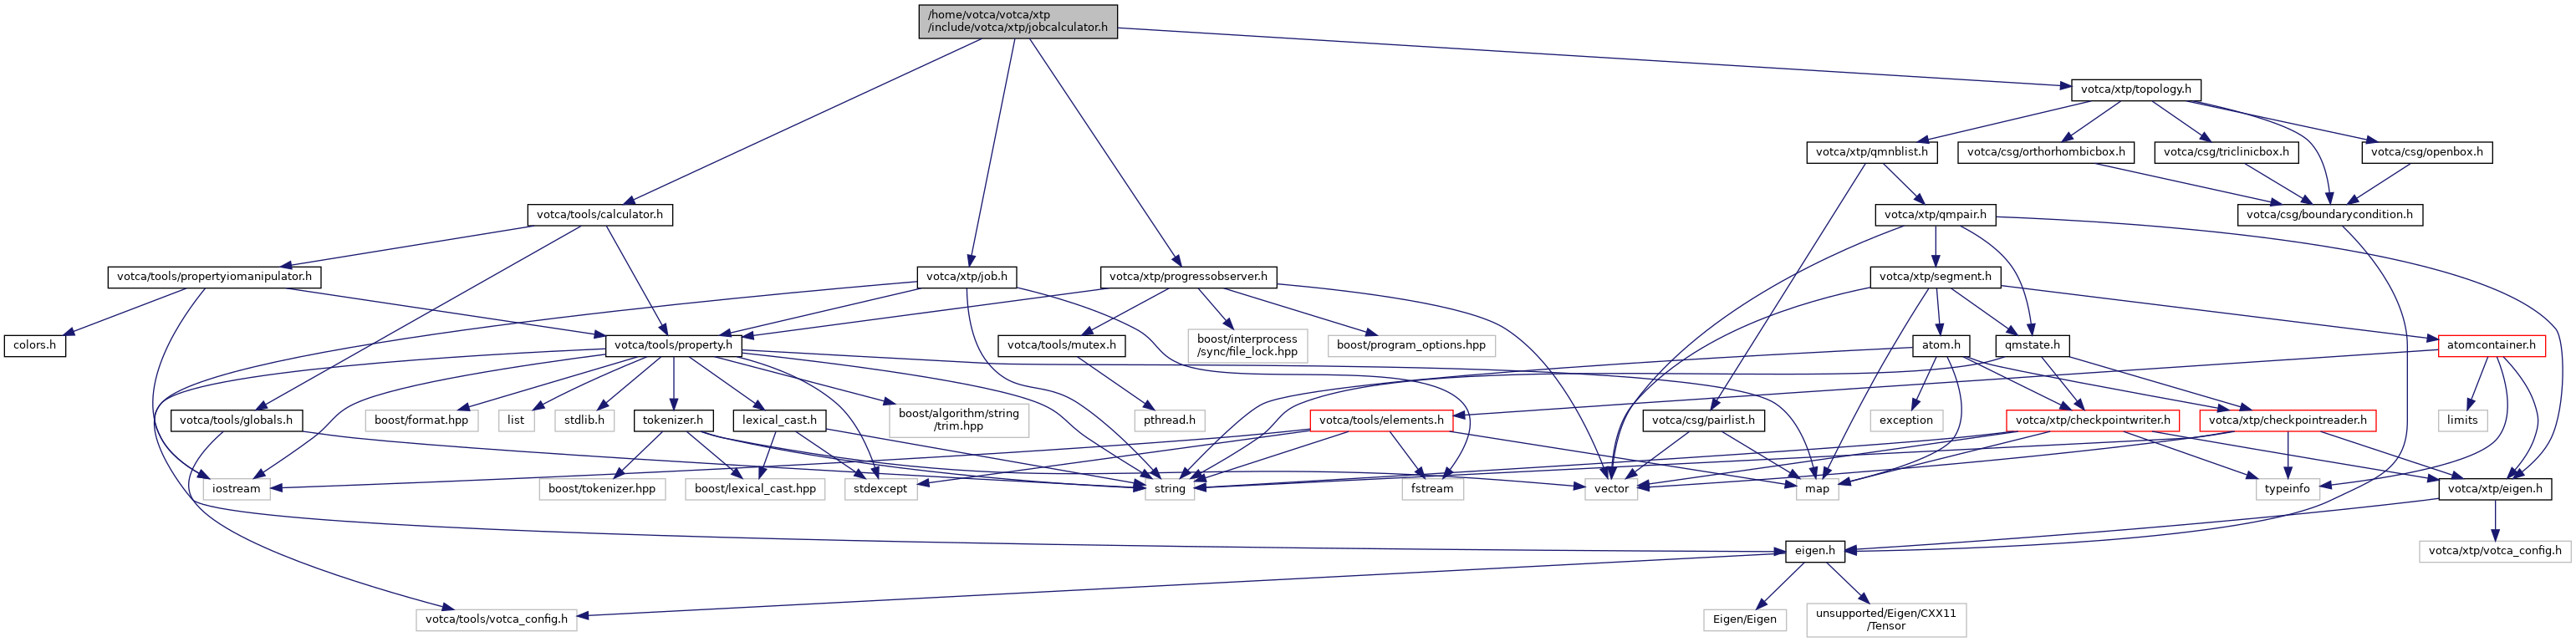 /home/votca/votca/xtp
/include/votca/xtp/jobcalculator.h
votca/xtp/topology.h
votca/xtp/qmnblist.h
votca/csg/orthorhombicbox.h
votca/csg/triclinicbox.h
votca/csg/openbox.h
votca/tools/calculator.h
votca/xtp/qmpair.h
votca/csg/boundarycondition.h
votca/tools/propertyiomanipulator.h
votca/xtp/job.h
votca/xtp/progressobserver.h
votca/xtp/segment.h
colors.h
votca/tools/property.h
votca/tools/mutex.h
boost/interprocess
/sync/file_lock.hpp
boost/program_options.hpp
atom.h
qmstate.h
atomcontainer.h
votca/tools/globals.h
boost/format.hpp
list
stdlib.h
tokenizer.h
lexical_cast.h
boost/algorithm/string
/trim.hpp
pthread.h
votca/tools/elements.h
votca/csg/pairlist.h
exception
votca/xtp/checkpointwriter.h
votca/xtp/checkpointreader.h
limits
iostream
boost/tokenizer.hpp
boost/lexical_cast.hpp
stdexcept
string
fstream
vector
map
typeinfo
votca/xtp/eigen.h
eigen.h
votca/xtp/votca_config.h
votca/tools/votca_config.h
Eigen/Eigen
unsupported/Eigen/CXX11
/Tensor